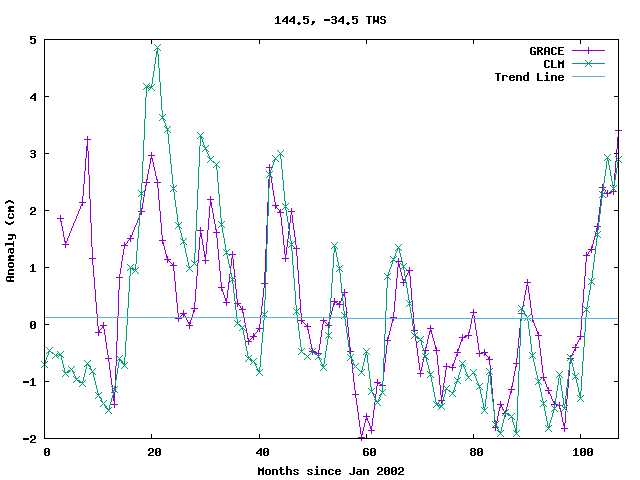 144.5, -34.5 TWS
GRACE
CLM
Trend Line
5
4
3
2
1
0
-1
-2
Anomaly (cm)
0 20 40 60 80 100
Months since Jan 2002